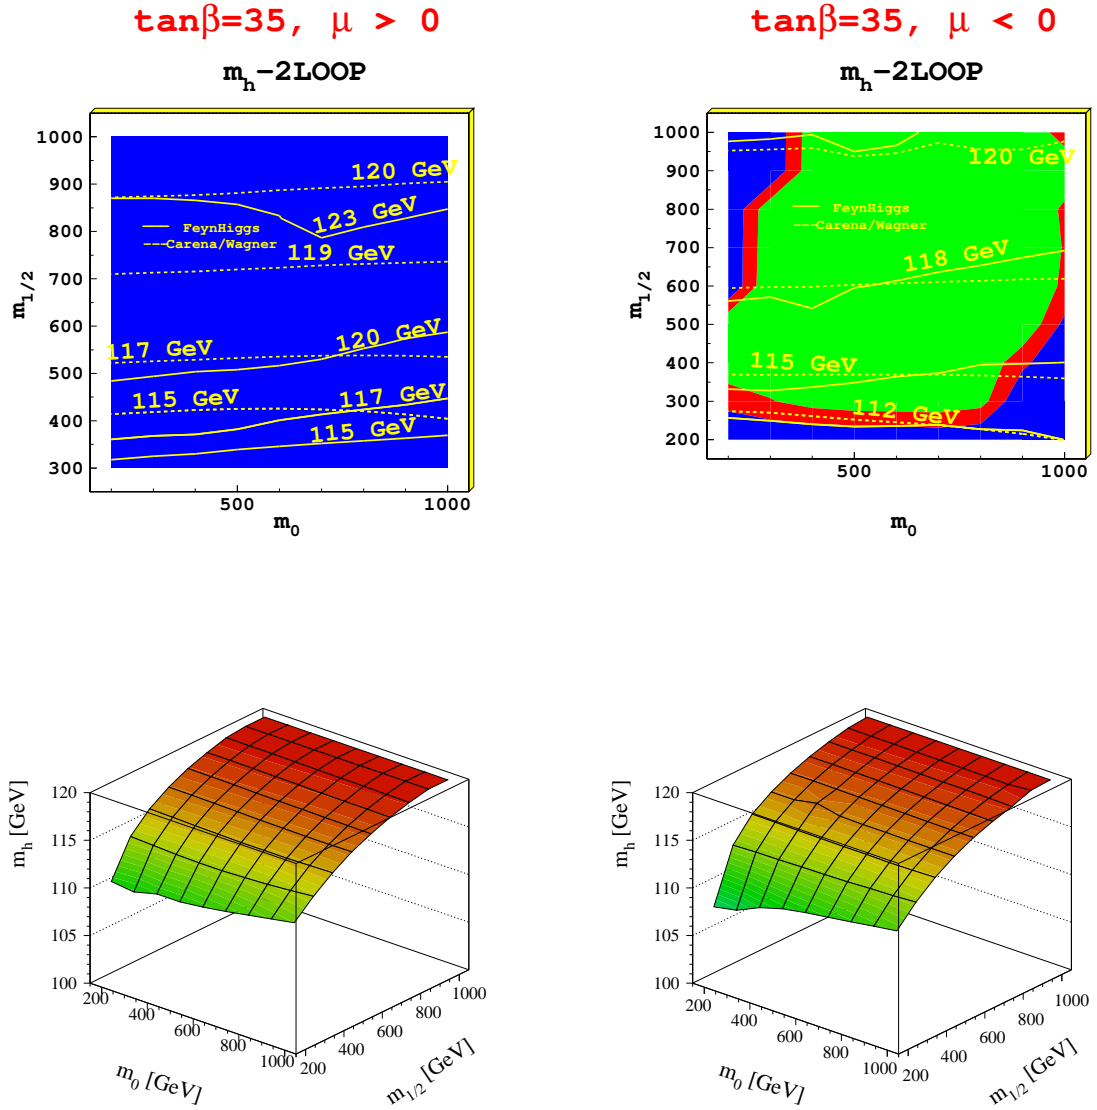 tanβ=35, μ > 0
tanβ=35, μ < 0
m_h-2LOOP
m_h-2LOOP
1000
900
800
700
600
500
400
300
m_1/2
120 GeV
123 GeV
FeynHiggs
Carena/Wagner
119 GeV
120 GeV
117 GeV
115 GeV
117 GeV
115 GeV
500
1000
m_0
1000
900
800
700
600
500
400
300
200
m_1/2
120 GeV
FeynHiggs
Carena/Wagner
118 GeV
115 GeV
112 GeV
500
1000
m_0
m_h [GeV]
120
115
110
105
100
200
400
600
800
1000
m_0 [GeV]
200
400
600
800
1000
m_1/2 [GeV]
m_h [GeV]
120
115
110
105
100
200
400
600
800
1000
m_0 [GeV]
200
400
600
800
1000
m_1/2 [GeV]